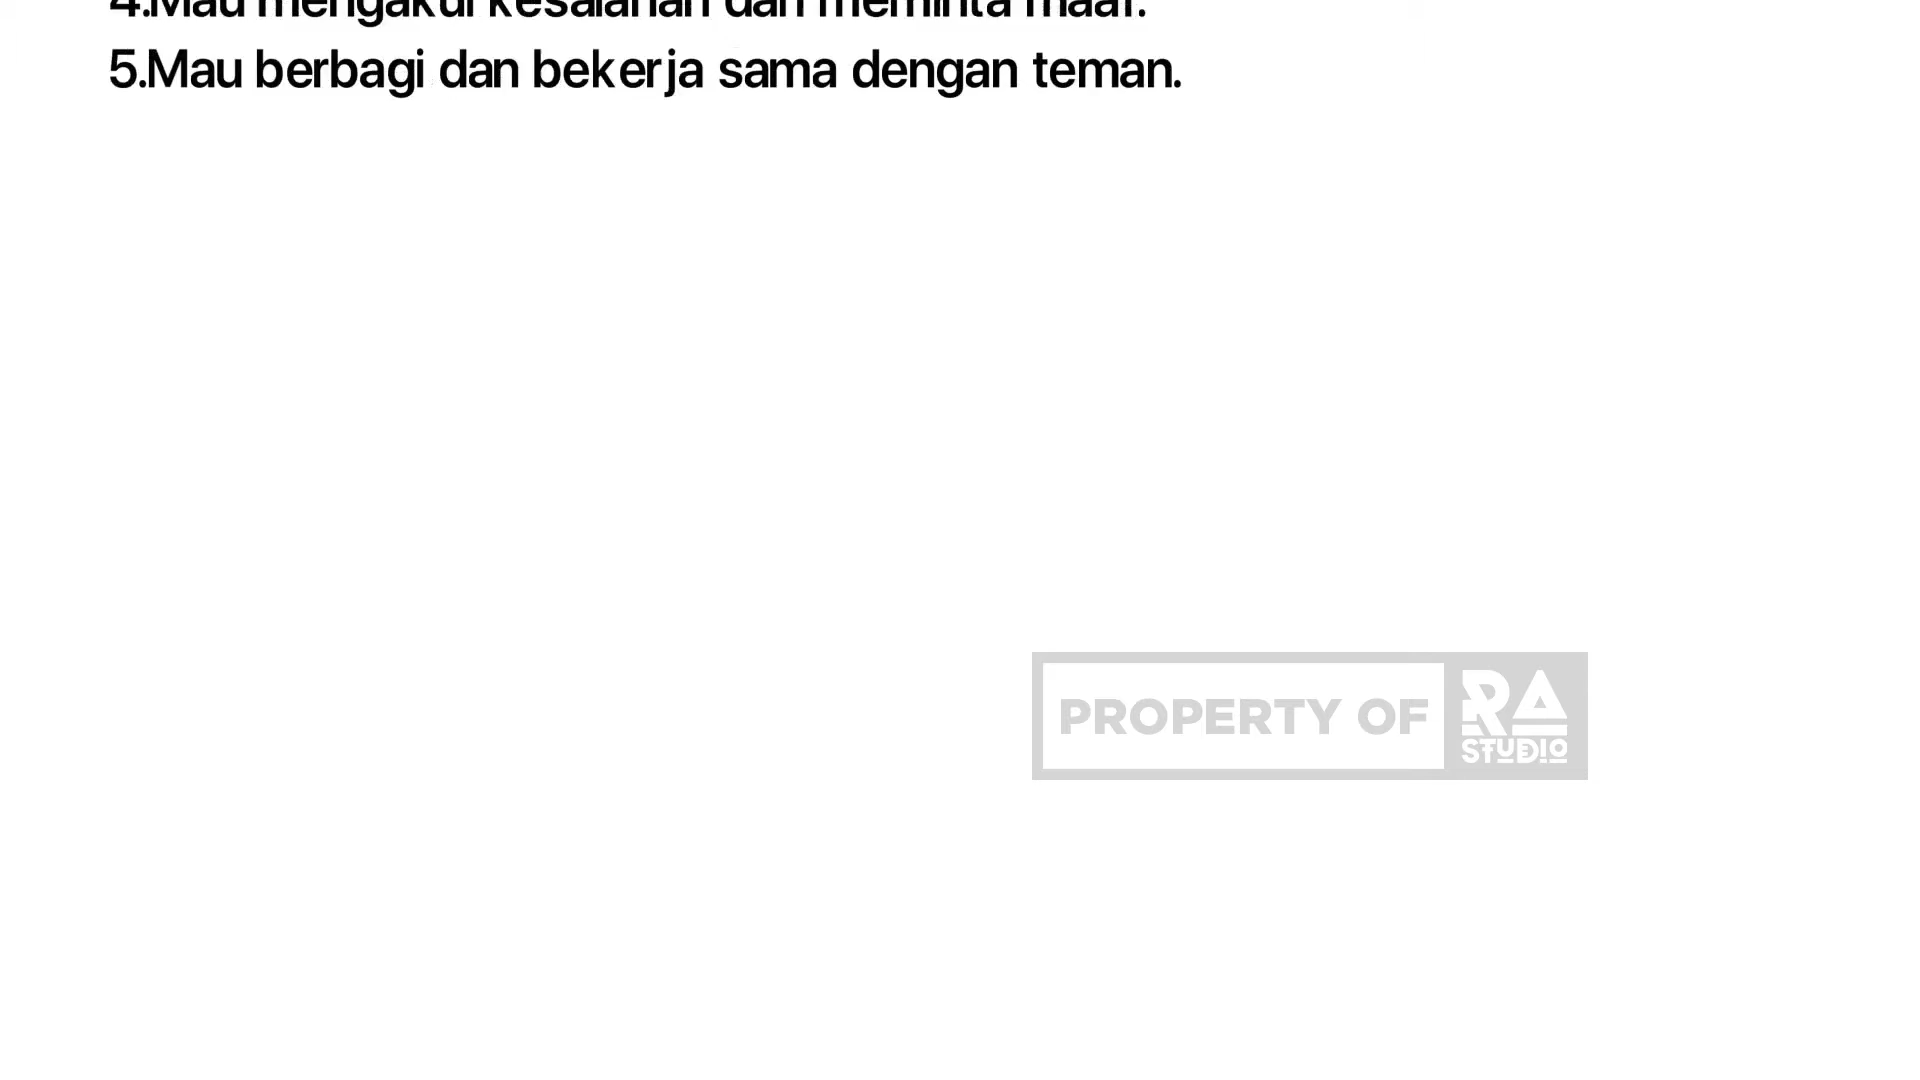 4.Mau mengakui kesalahan dan meminta maaf.
5.Mau berbagi dan bekerja sama dengan teman.
PROPERTY OF RA STUDIO